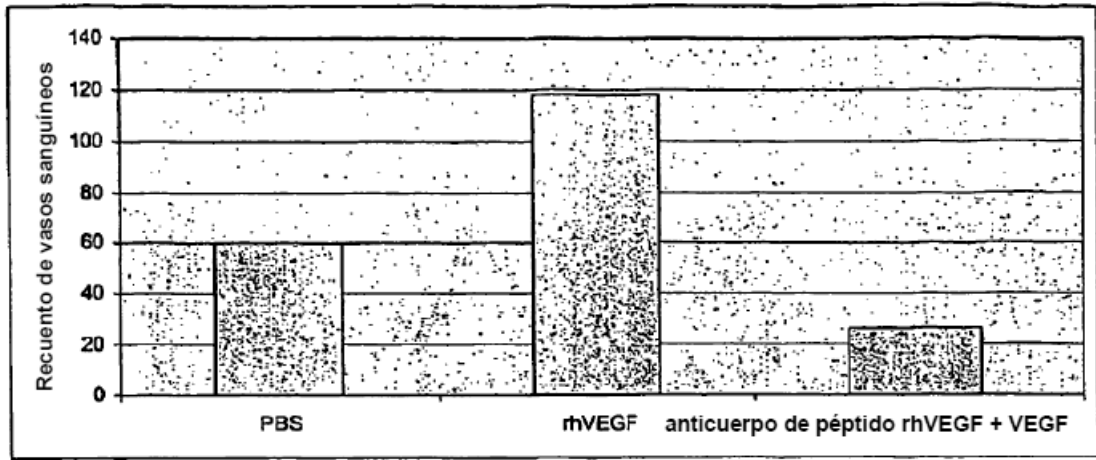 Recuento de vasos sanguíneos
140
120
100
80
60
40
20
0
PBS
rhVEGF
anticuerpo de péptido rhVEGF + VEGF